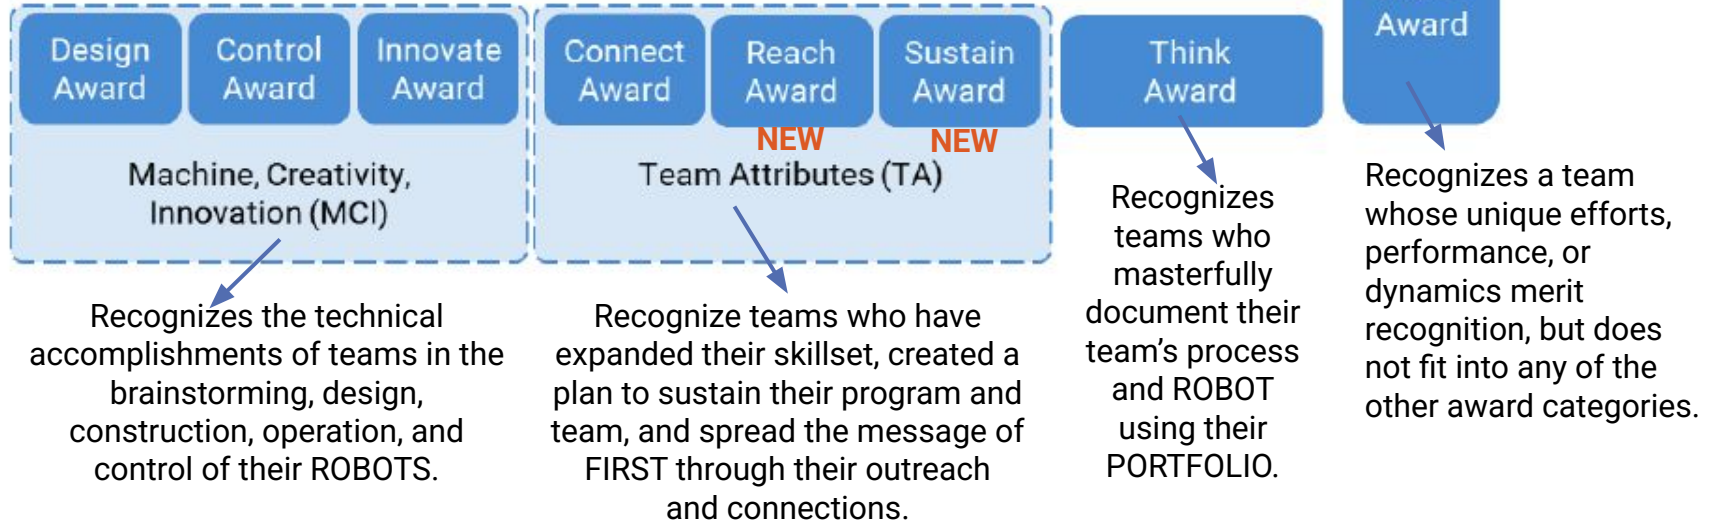 Design
Award
Control
Award
Innovate
Award
Machine, Creativity,
Innovation (MCI)
Recognizes the technical
accomplishments of teams in the
brainstorming, design,
construction, operation, and
control of their ROBOTS.
Connect
Award
Reach
Award
NEW
Sustain
Award
NEW
Team Attributes (TA)
Recognize teams who have
expanded their skillset, created a
plan to sustain their program and
team, and spread the message of
FIRST through their outreach
and connections.
Think
Award
Recognizes
teams who
masterfully
document their
team’s process
and ROBOT
using their
PORTFOLIO.
Award
Recognizes a team
whose unique efforts,
performance, or
dynamics merit
recognition, but does
not fit into any of the
other award categories.